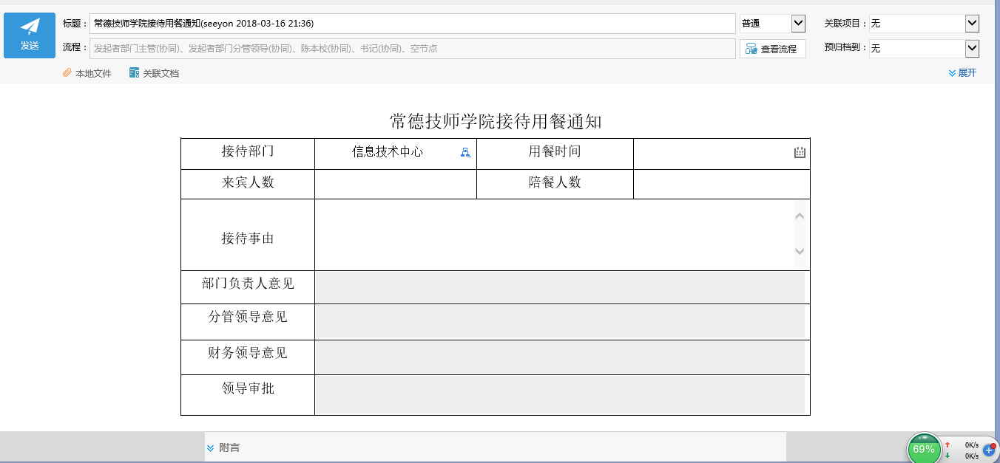 标题： 常德技师学院接待用餐通知(seeyon 2018-03-16 21:36) 普通 关联项目： 无
发送
流程： 发起者部门主管(协同)、发起者部门分管领导(协同)、陈本校(协同)、书记(协同)、空节点 查看流程 预归档到： 无
本地文件 关联文档 展开
常德技师学院接待用餐通知
接待部门 信息技术中心 用餐时间
来宾人数 陪餐人数
接待事由
部门负责人意见
分管领导意见
财务领导意见
领导审批
附言
69% 0K/s
0K/s